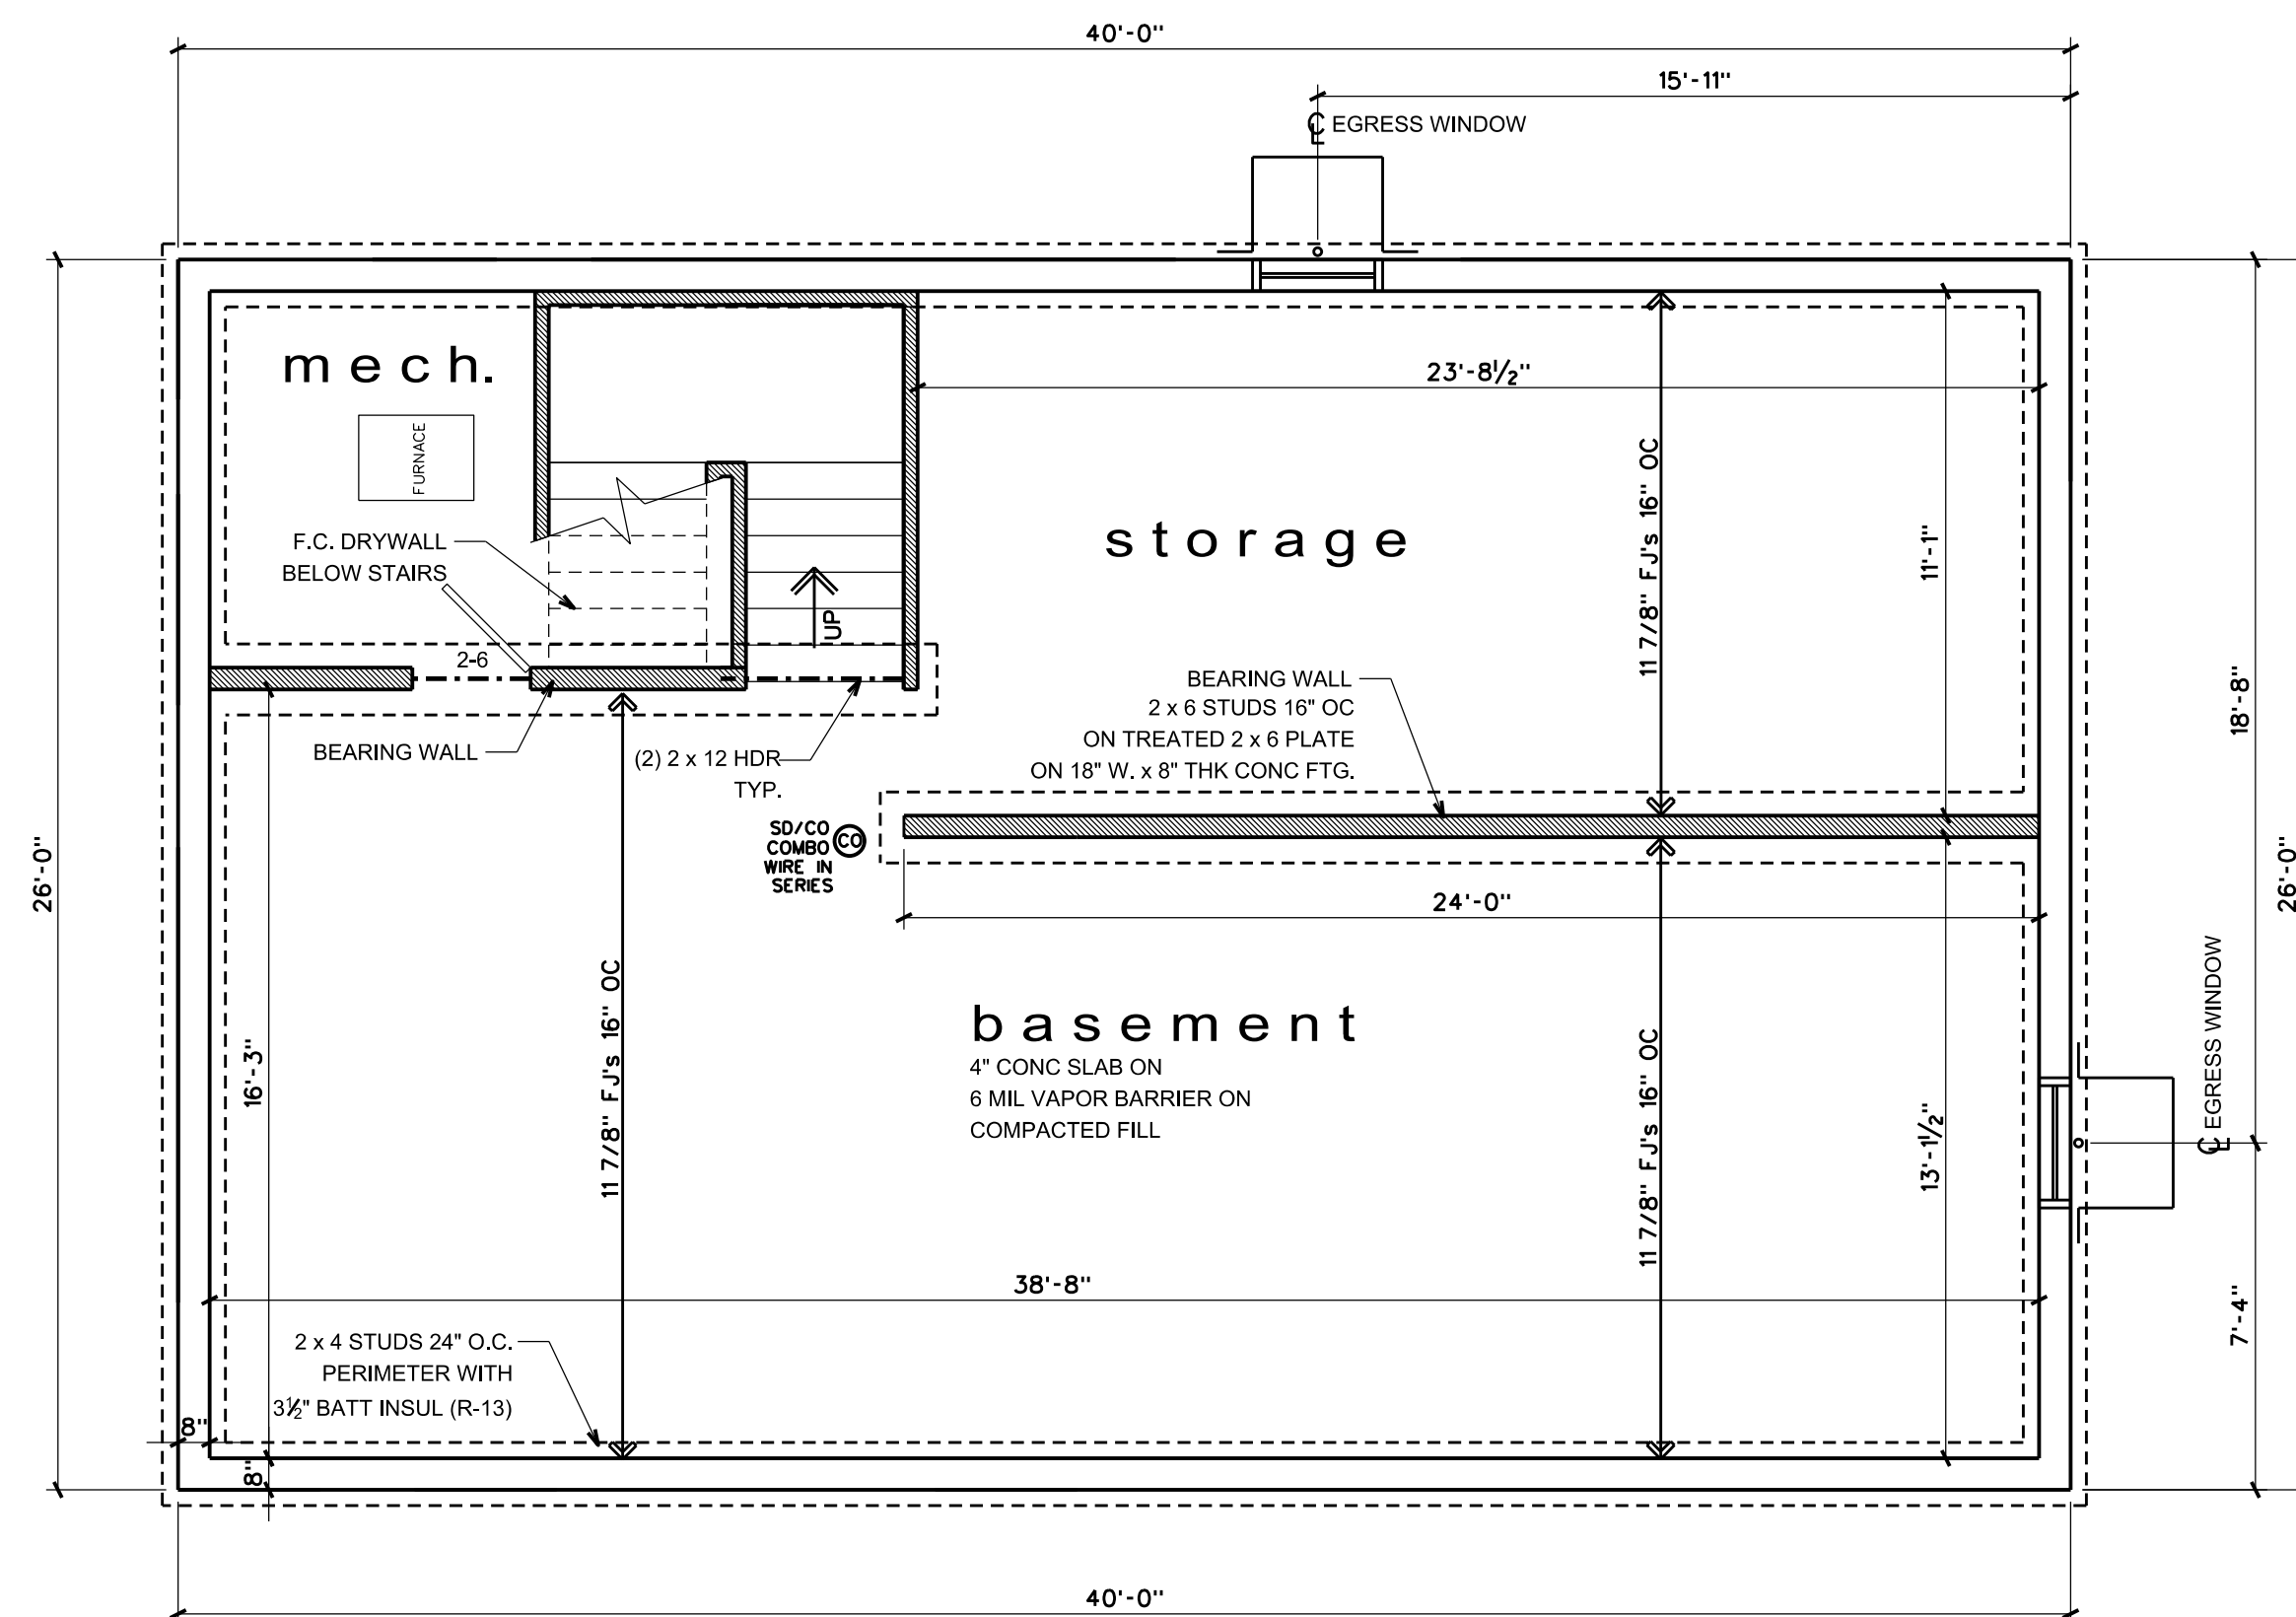 40'-0"
15'-11"
℄ EGRESS WINDOW
mech.
23'-8½"
FURNACE
11 7/8" FJ's 16" OC
storage
11'-1"
F.C. DRYWALL
BELOW STAIRS
UP
2-6
BEARING WALL
2 x 6 STUDS 16" OC
ON TREATED 2 x 6 PLATE
ON 18" W. x 8" THK CONC FTG.
18'-8"
BEARING WALL
(2) 2 x 12 HDR
TYP.
SD/CO
COMBO
WIRE IN
SERIES
CO
26'-0"
26'-0"
24'-0"
℄ EGRESS WINDOW
basement
4" CONC SLAB ON
6 MIL VAPOR BARRIER ON
COMPACTED FILL
16'-3"
11 7/8" FJ's 16" OC
11 7/8" FJ's 16" OC
13'-1½"
38'-8"
7'-4"
2 x 4 STUDS 24" O.C.
PERIMETER WITH
3½" BATT INSUL (R-13)
8"
8"
40'-0"